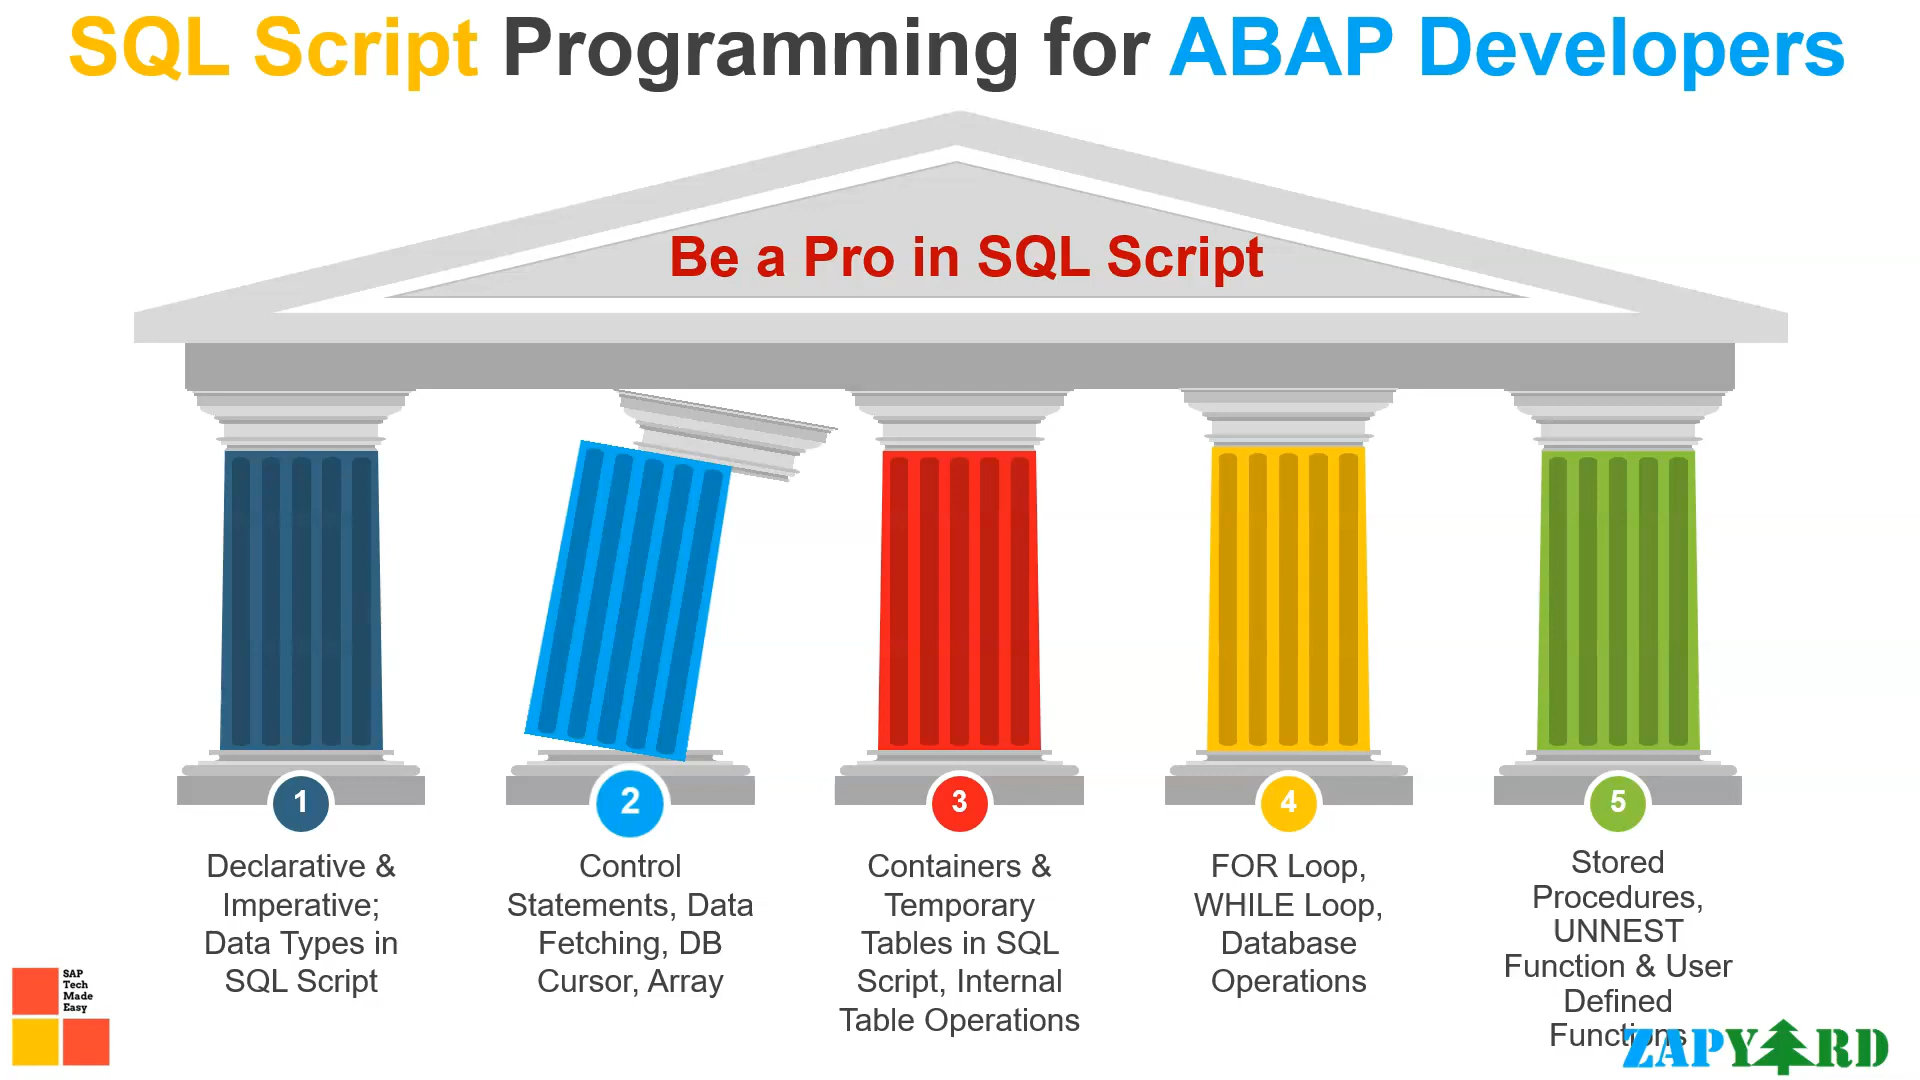 SQL Script Programming for ABAP Developers
Be a Pro in SQL Script
1
Declarative &
Imperative;
Data Types in
SQL Script
2
Control
Statements, Data
Fetching, DB
Cursor, Array
3
Containers &
Temporary
Tables in SQL
Script, Internal
Table Operations
4
FOR Loop,
WHILE Loop,
Database
Operations
5
Stored
Procedures,
UNNEST
Function & User
Defined
Functions
SAP
Tech
Made
Easy
ZAPYARD